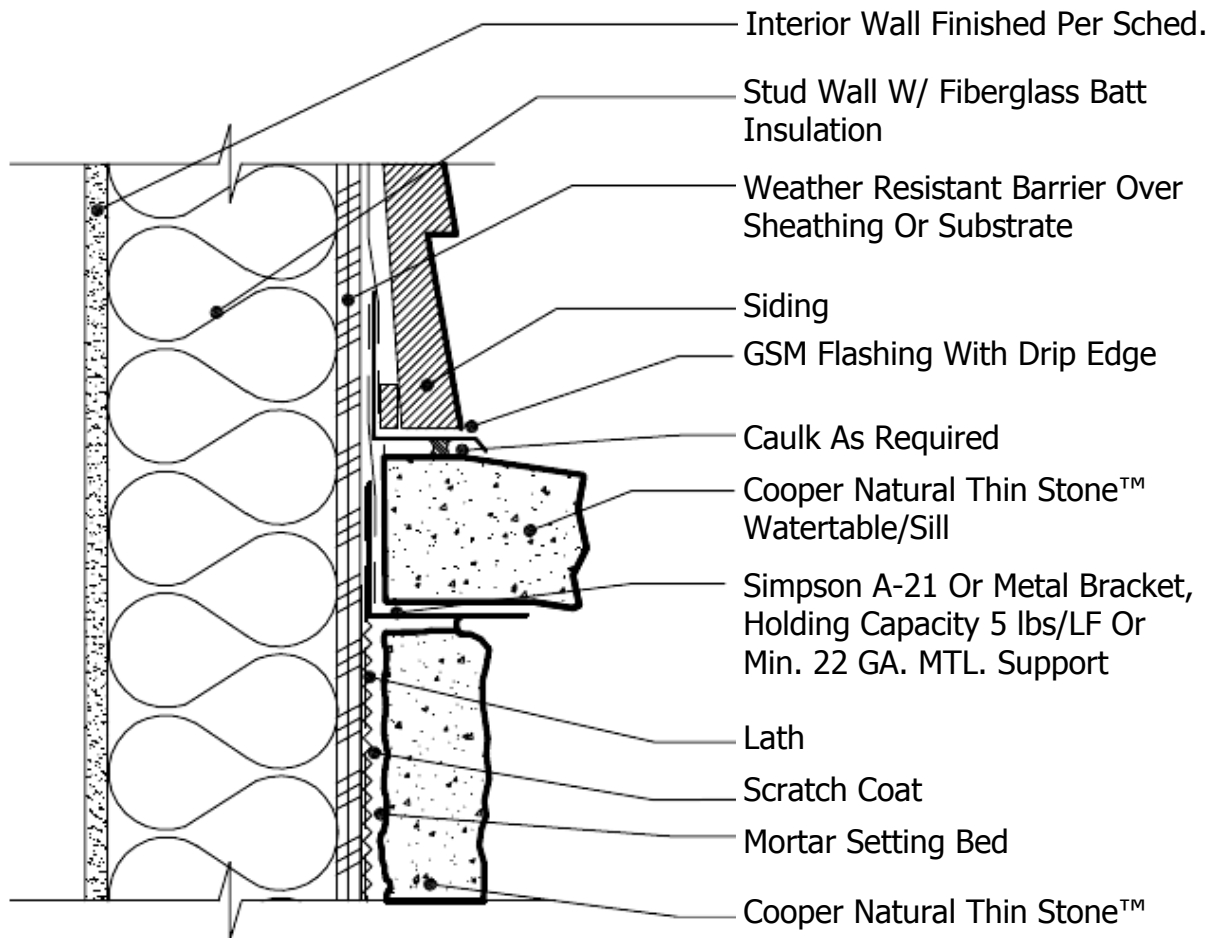 Interior Wall Finished Per Sched.
Stud Wall W/ Fiberglass Batt
Insulation
Weather Resistant Barrier Over
Sheathing Or Substrate
Siding
GSM Flashing With Drip Edge
Caulk As Required
Cooper Natural Thin Stone™
Watertable/Sill
Simpson A-21 Or Metal Bracket,
Holding Capacity 5 lbs/LF Or
Min. 22 GA. MTL. Support
Lath
Scratch Coat
Mortar Setting Bed
Cooper Natural Thin Stone™